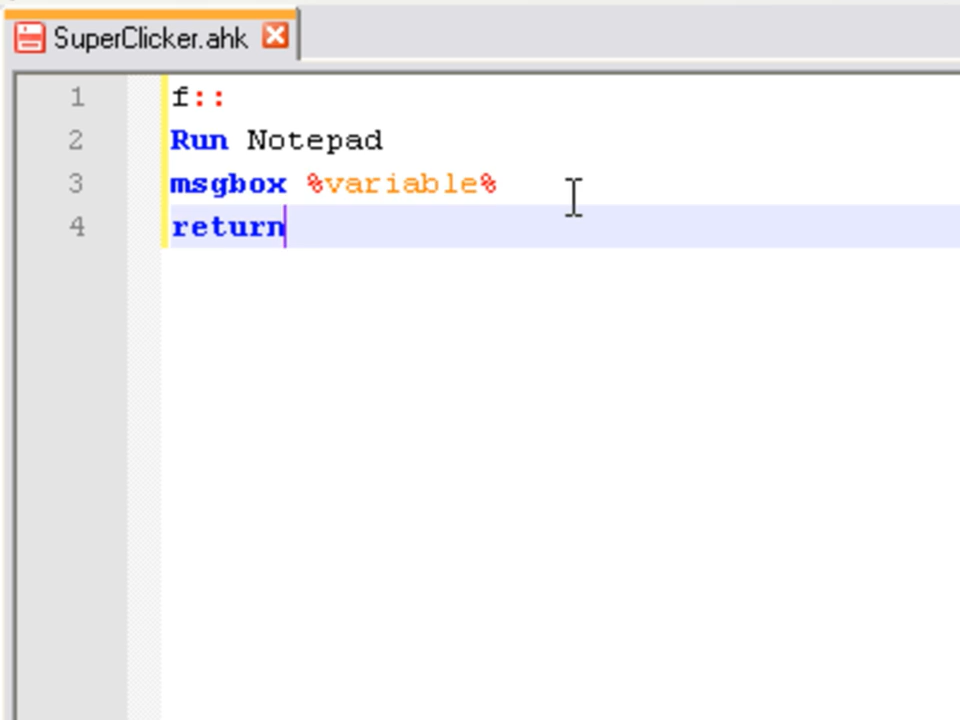 SuperClicker.ahk
1 f::
2 Run Notepad
3 msgbox %variable%
4 return